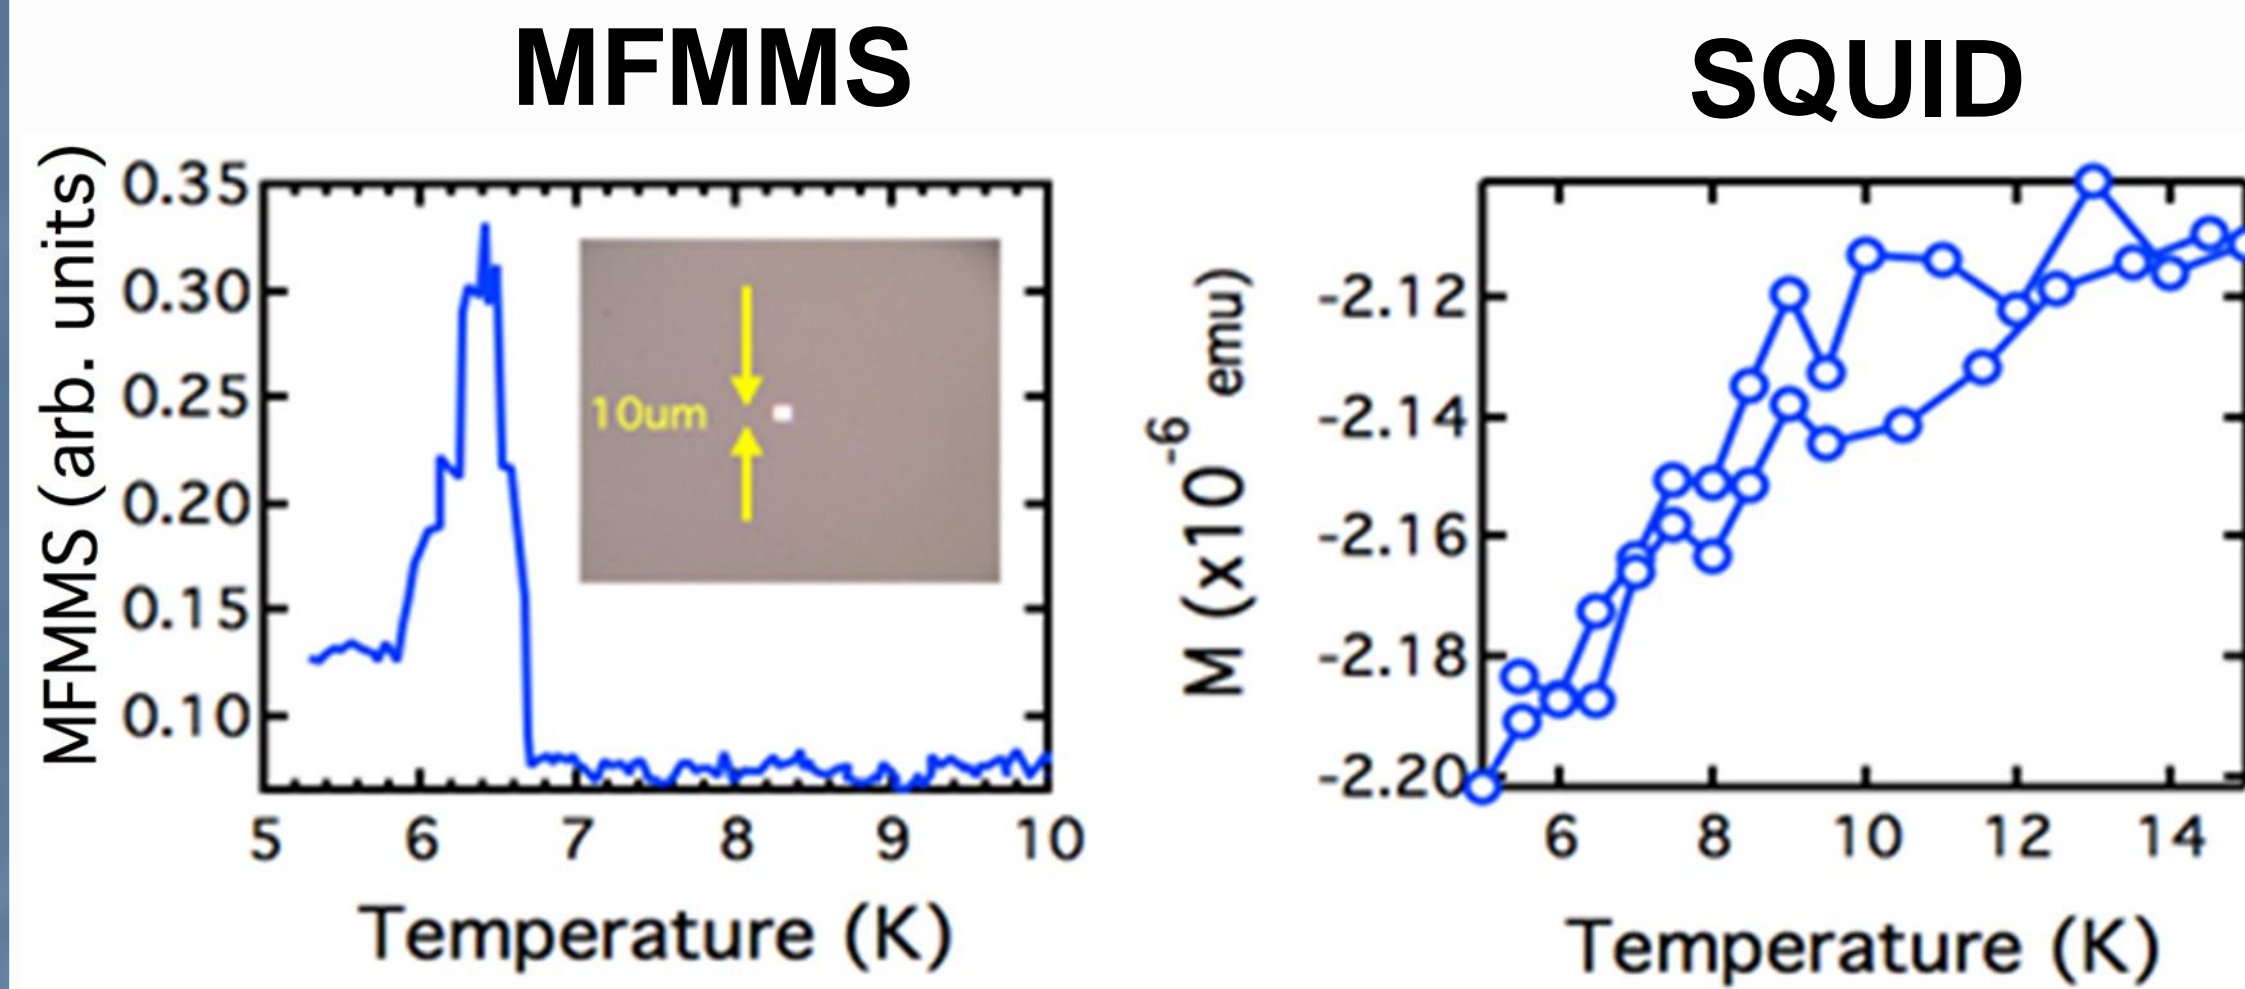 MFMMS
SQUID
MFMMS (arb. units)
0.35
0.30
0.25
0.20
0.15
0.10
10um
5 6 7 8 9 10
Temperature (K)
M (x10-6 emu)
-2.12
-2.14
-2.16
-2.18
-2.20
6 8 10 12 14
Temperature (K)